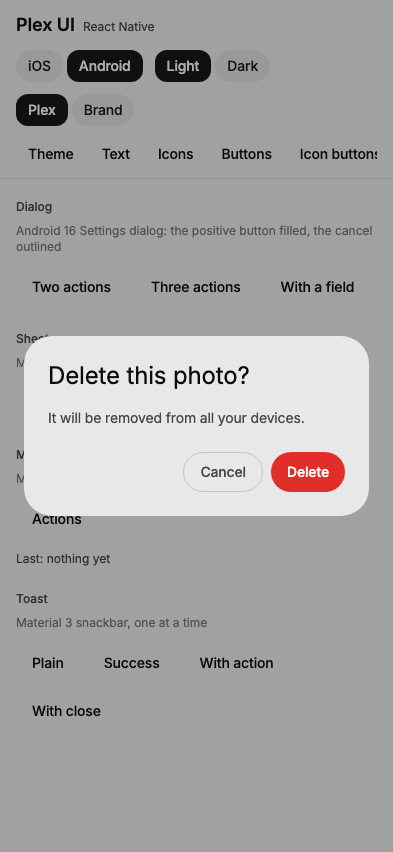 Plex UI React Native
iOS Android Light Dark
Plex Brand
Theme Text Icons Buttons Icon buttons
Dialog
Android 16 Settings dialog: the positive button filled, the cancel
outlined
Two actions Three actions With a field
Delete this photo?
It will be removed from all your devices.
Cancel Delete
Actions
Last: nothing yet
Toast
Material 3 snackbar, one at a time
Plain Success With action
With close